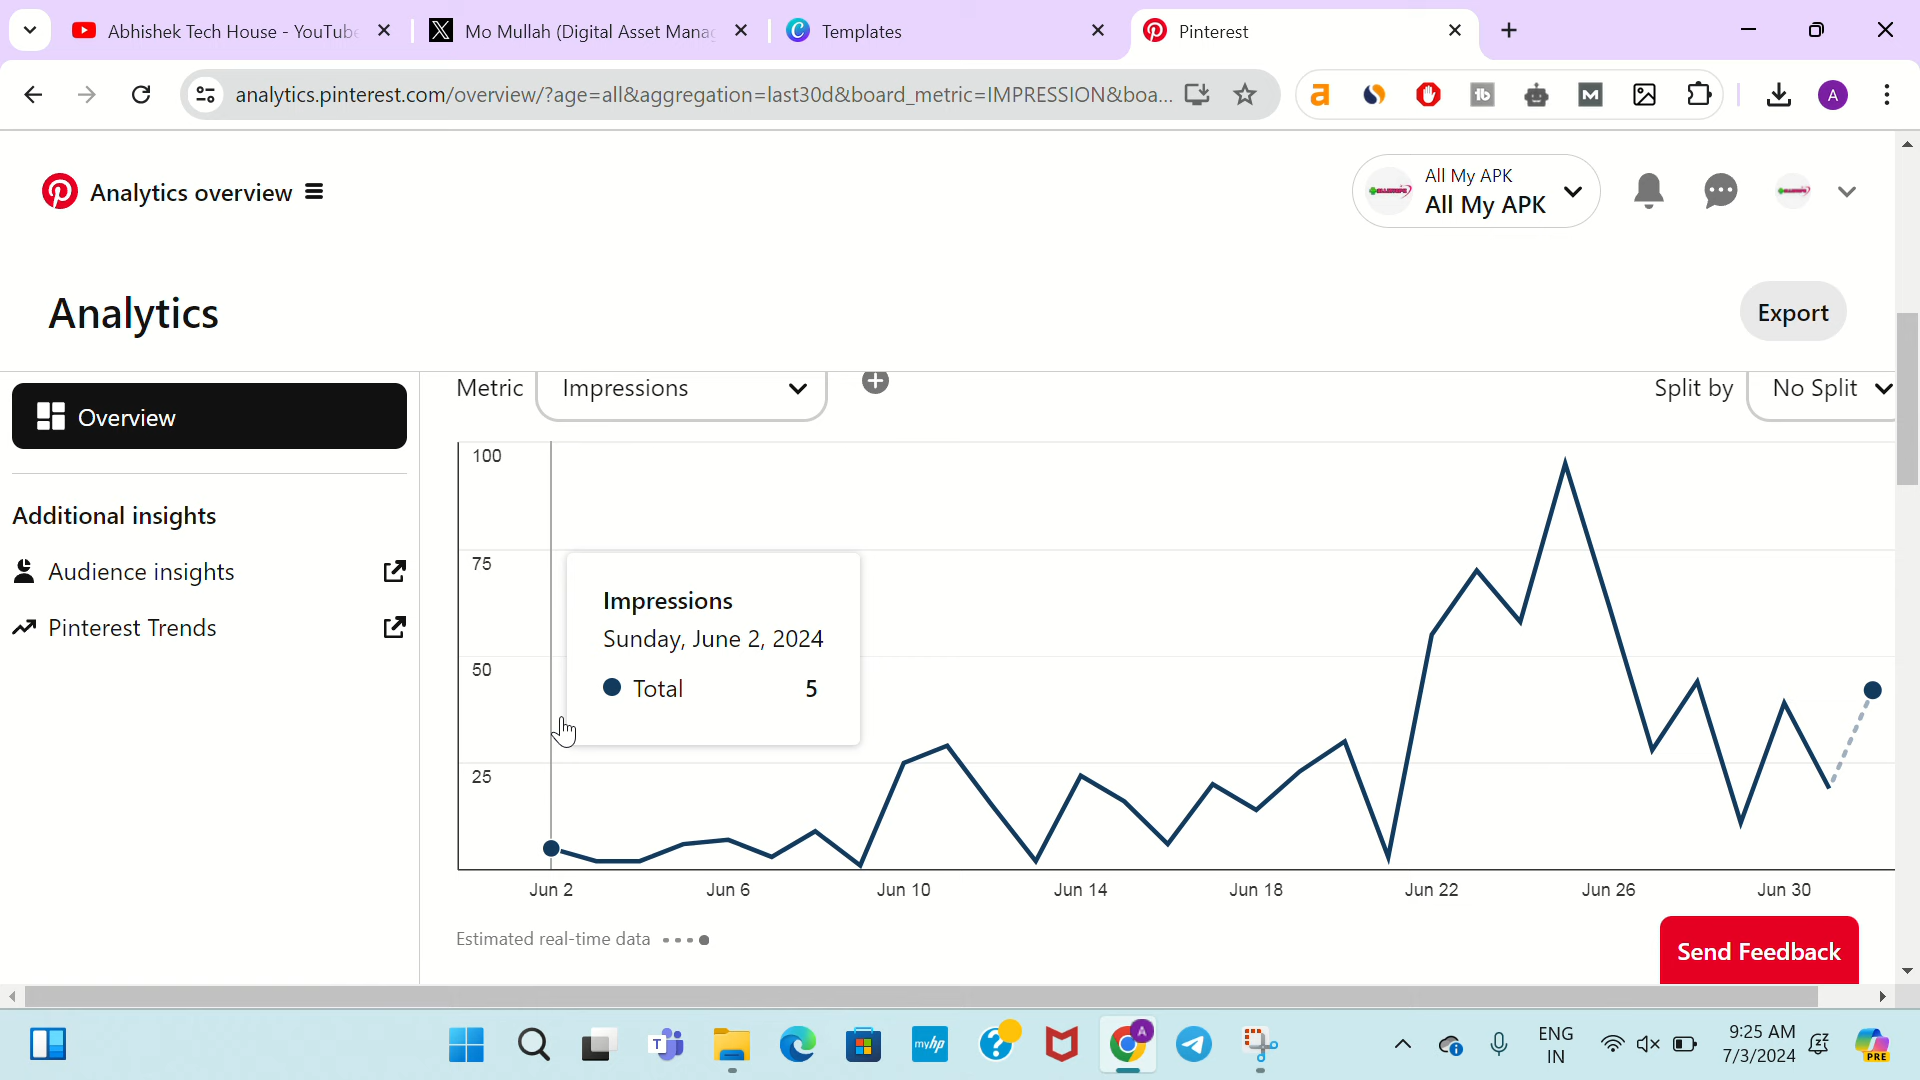 Abhishek Tech House - YouTub
Mo Mullah (Digital Asset Manag
Templates
Pinterest
analytics.pinterest.com/overview/?age=all&aggregation=last30d&board_metric=IMPRESSION&boa...
Analytics overview
All My APK
All My APK
Analytics
Export
Overview
Additional insights
Audience insights
Pinterest Trends
Metric
Impressions
Split by
No Split
100
75
50
25
Impressions
Sunday, June 2, 2024
Total 5
Jun 2
Jun 6
Jun 10
Jun 14
Jun 18
Jun 22
Jun 26
Jun 30
Estimated real-time data
Send Feedback
ENG
IN
9:25 AM
7/3/2024
PRE